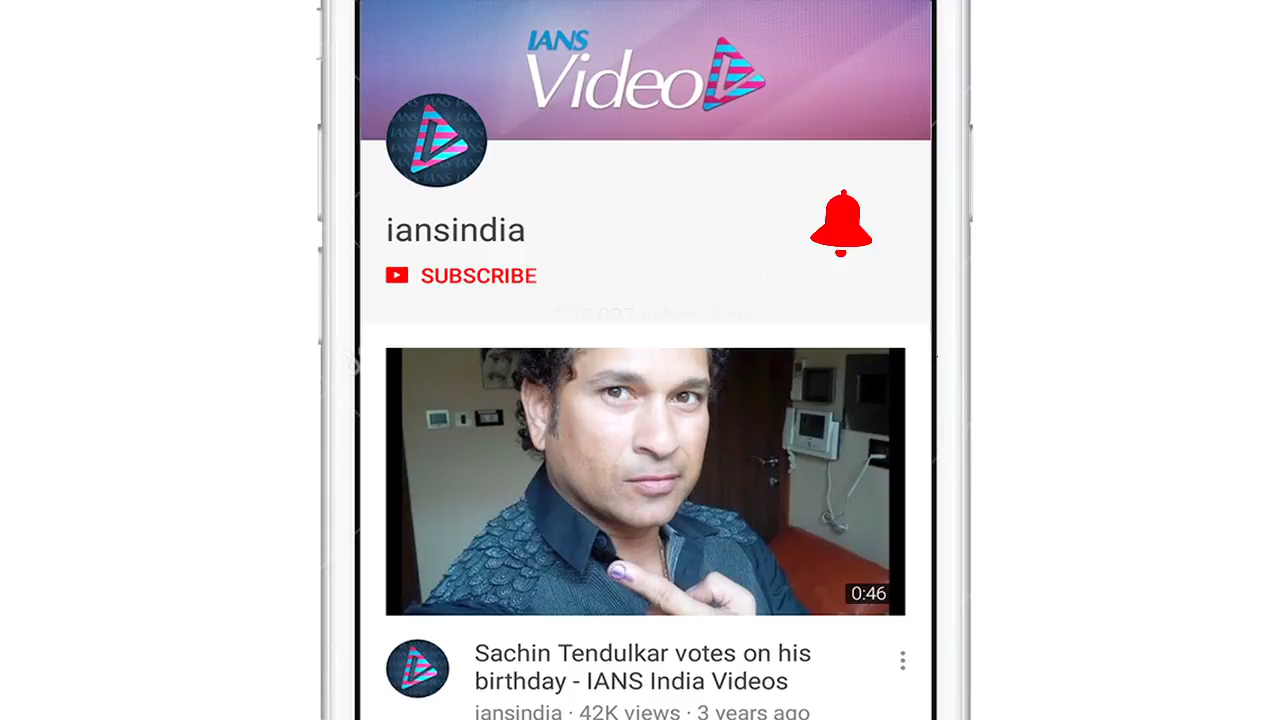 IANS
Video
iansindia
SUBSCRIBE
0:46
Sachin Tendulkar votes on his
birthday - IANS India Videos
iansindia · 42K views · 3 years ago